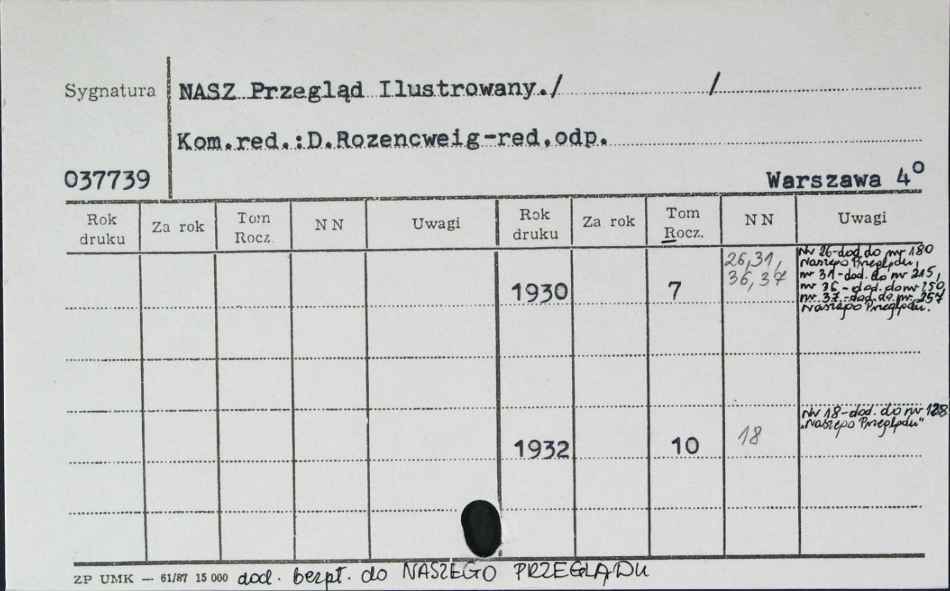 Sygnatura NASZ Przegląd Ilustrowany./ /
Kom.red.:D.Rozencweig-red.odp.
037739 Warszawa 4o
Rok druku Za rok Tom Rocz. NN Uwagi Rok druku Za rok Tom Rocz. NN Uwagi
1930 7 26,31, 36,37
Nr 26-dod.do nr 180
Naszego Przeglądu,
nr 31-dod. do nr 215,
nr 36 - dod. do nr 250,
nr 37.-dod. do nr. 257
Naszego Przeglądu.
1932 10 18
Nr 18-dod. do nr 128
„Naszego Przeglądu"
ZP UMK — 61/87 15 000 dod. bezpł. do NASZEGO PRZEGLĄDU